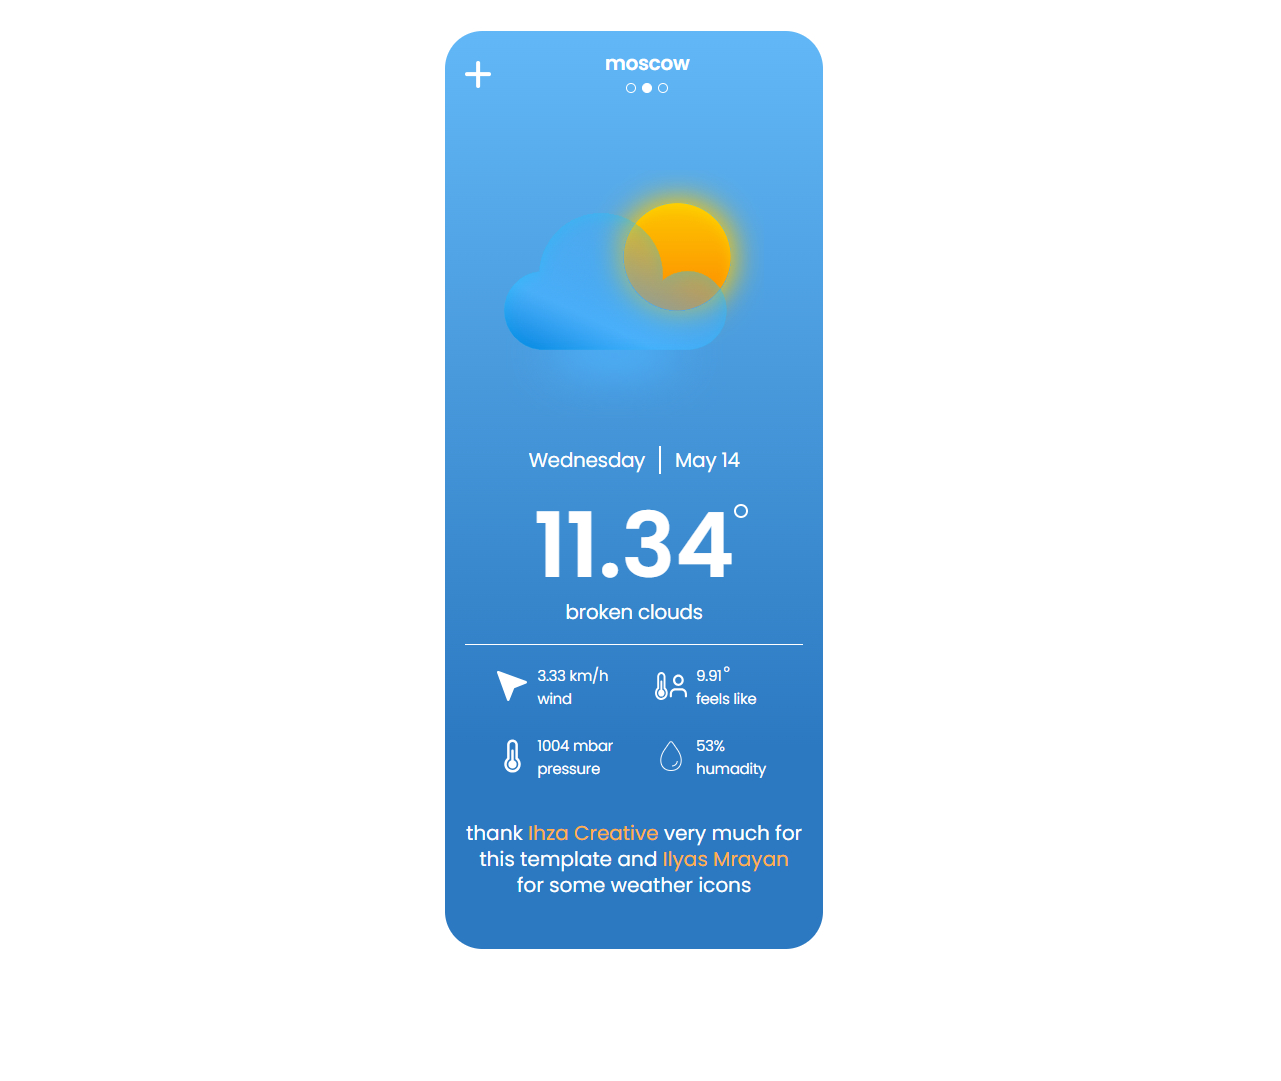 moscow
Wednesday | May 14
11.34°
broken clouds
3.33 km/h
wind
9.91°
feels like
1004 mbar
pressure
53%
humadity
thank Ihza Creative very much for
this template and Ilyas Mrayan
for some weather icons